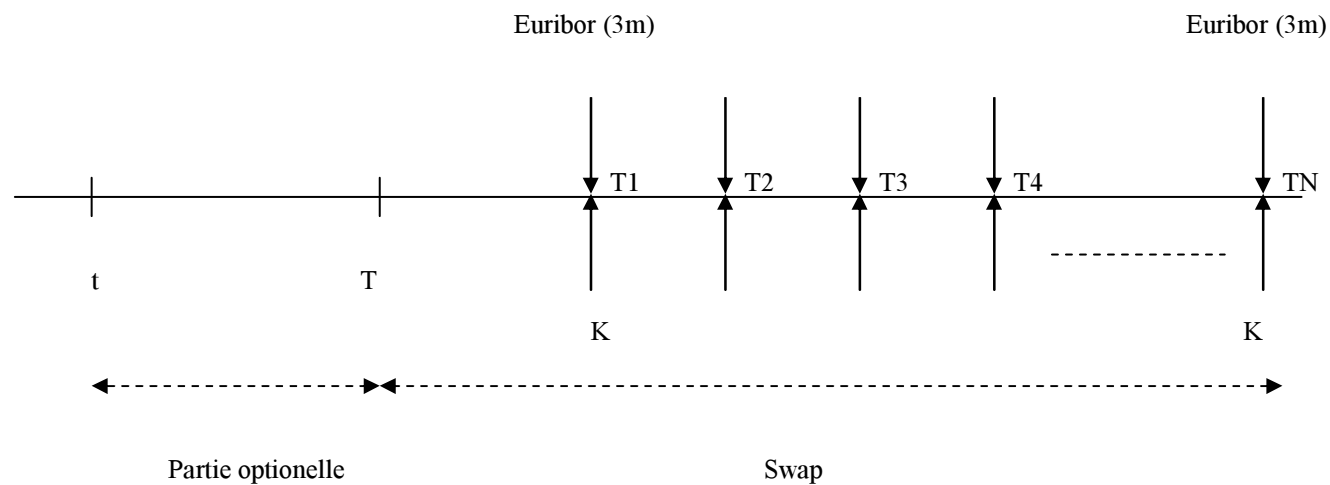 Euribor (3m) Euribor (3m)
T1 T2 T3 T4 TN
t T
K K
Partie optionelle Swap